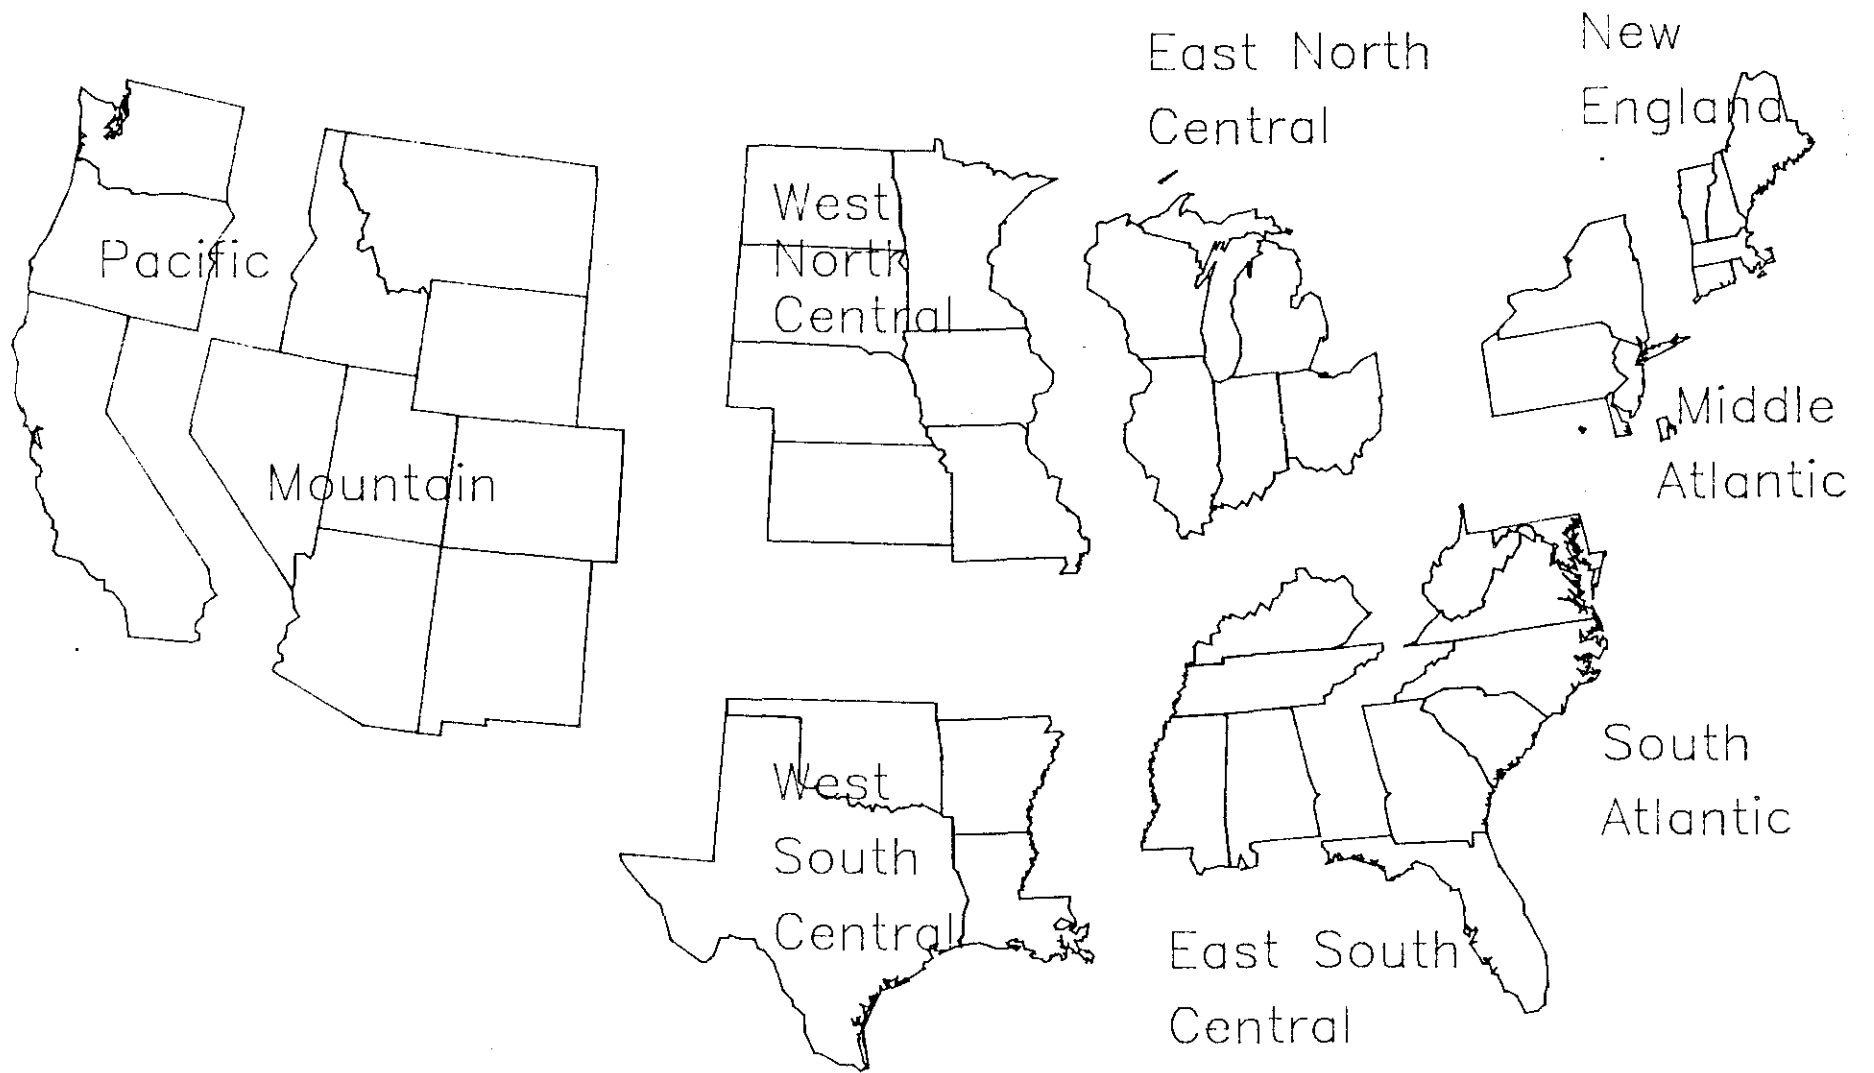 East North
Central
New
England
West
North
Central
Pacific
Mountain
Middle
Atlantic
West
South
Central
South
Atlantic
East South
Central